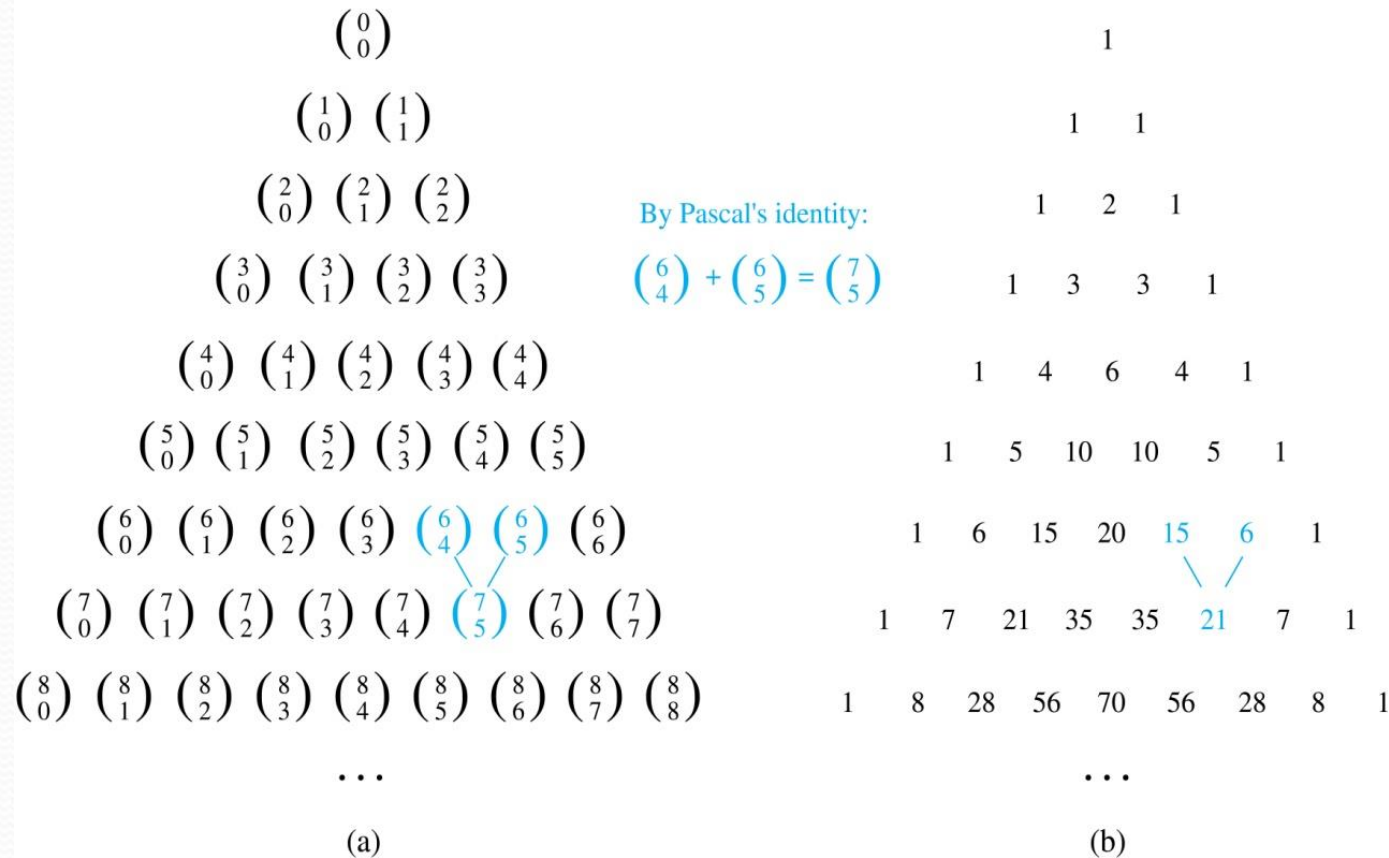 (0 0)
(1 0) (1 1)
(2 0) (2 1) (2 2)
(3 0) (3 1) (3 2) (3 3)
(4 0) (4 1) (4 2) (4 3) (4 4)
(5 0) (5 1) (5 2) (5 3) (5 4) (5 5)
(6 0) (6 1) (6 2) (6 3) (6 4) (6 5) (6 6)
(7 0) (7 1) (7 2) (7 3) (7 4) (7 5) (7 6) (7 7)
(8 0) (8 1) (8 2) (8 3) (8 4) (8 5) (8 6) (8 7) (8 8)
...
(a)
By Pascal's identity:
(6 4) + (6 5) = (7 5)
1
1 1
1 2 1
1 3 3 1
1 4 6 4 1
1 5 10 10 5 1
1 6 15 20 15 6 1
1 7 21 35 35 21 7 1
1 8 28 56 70 56 28 8 1
...
(b)